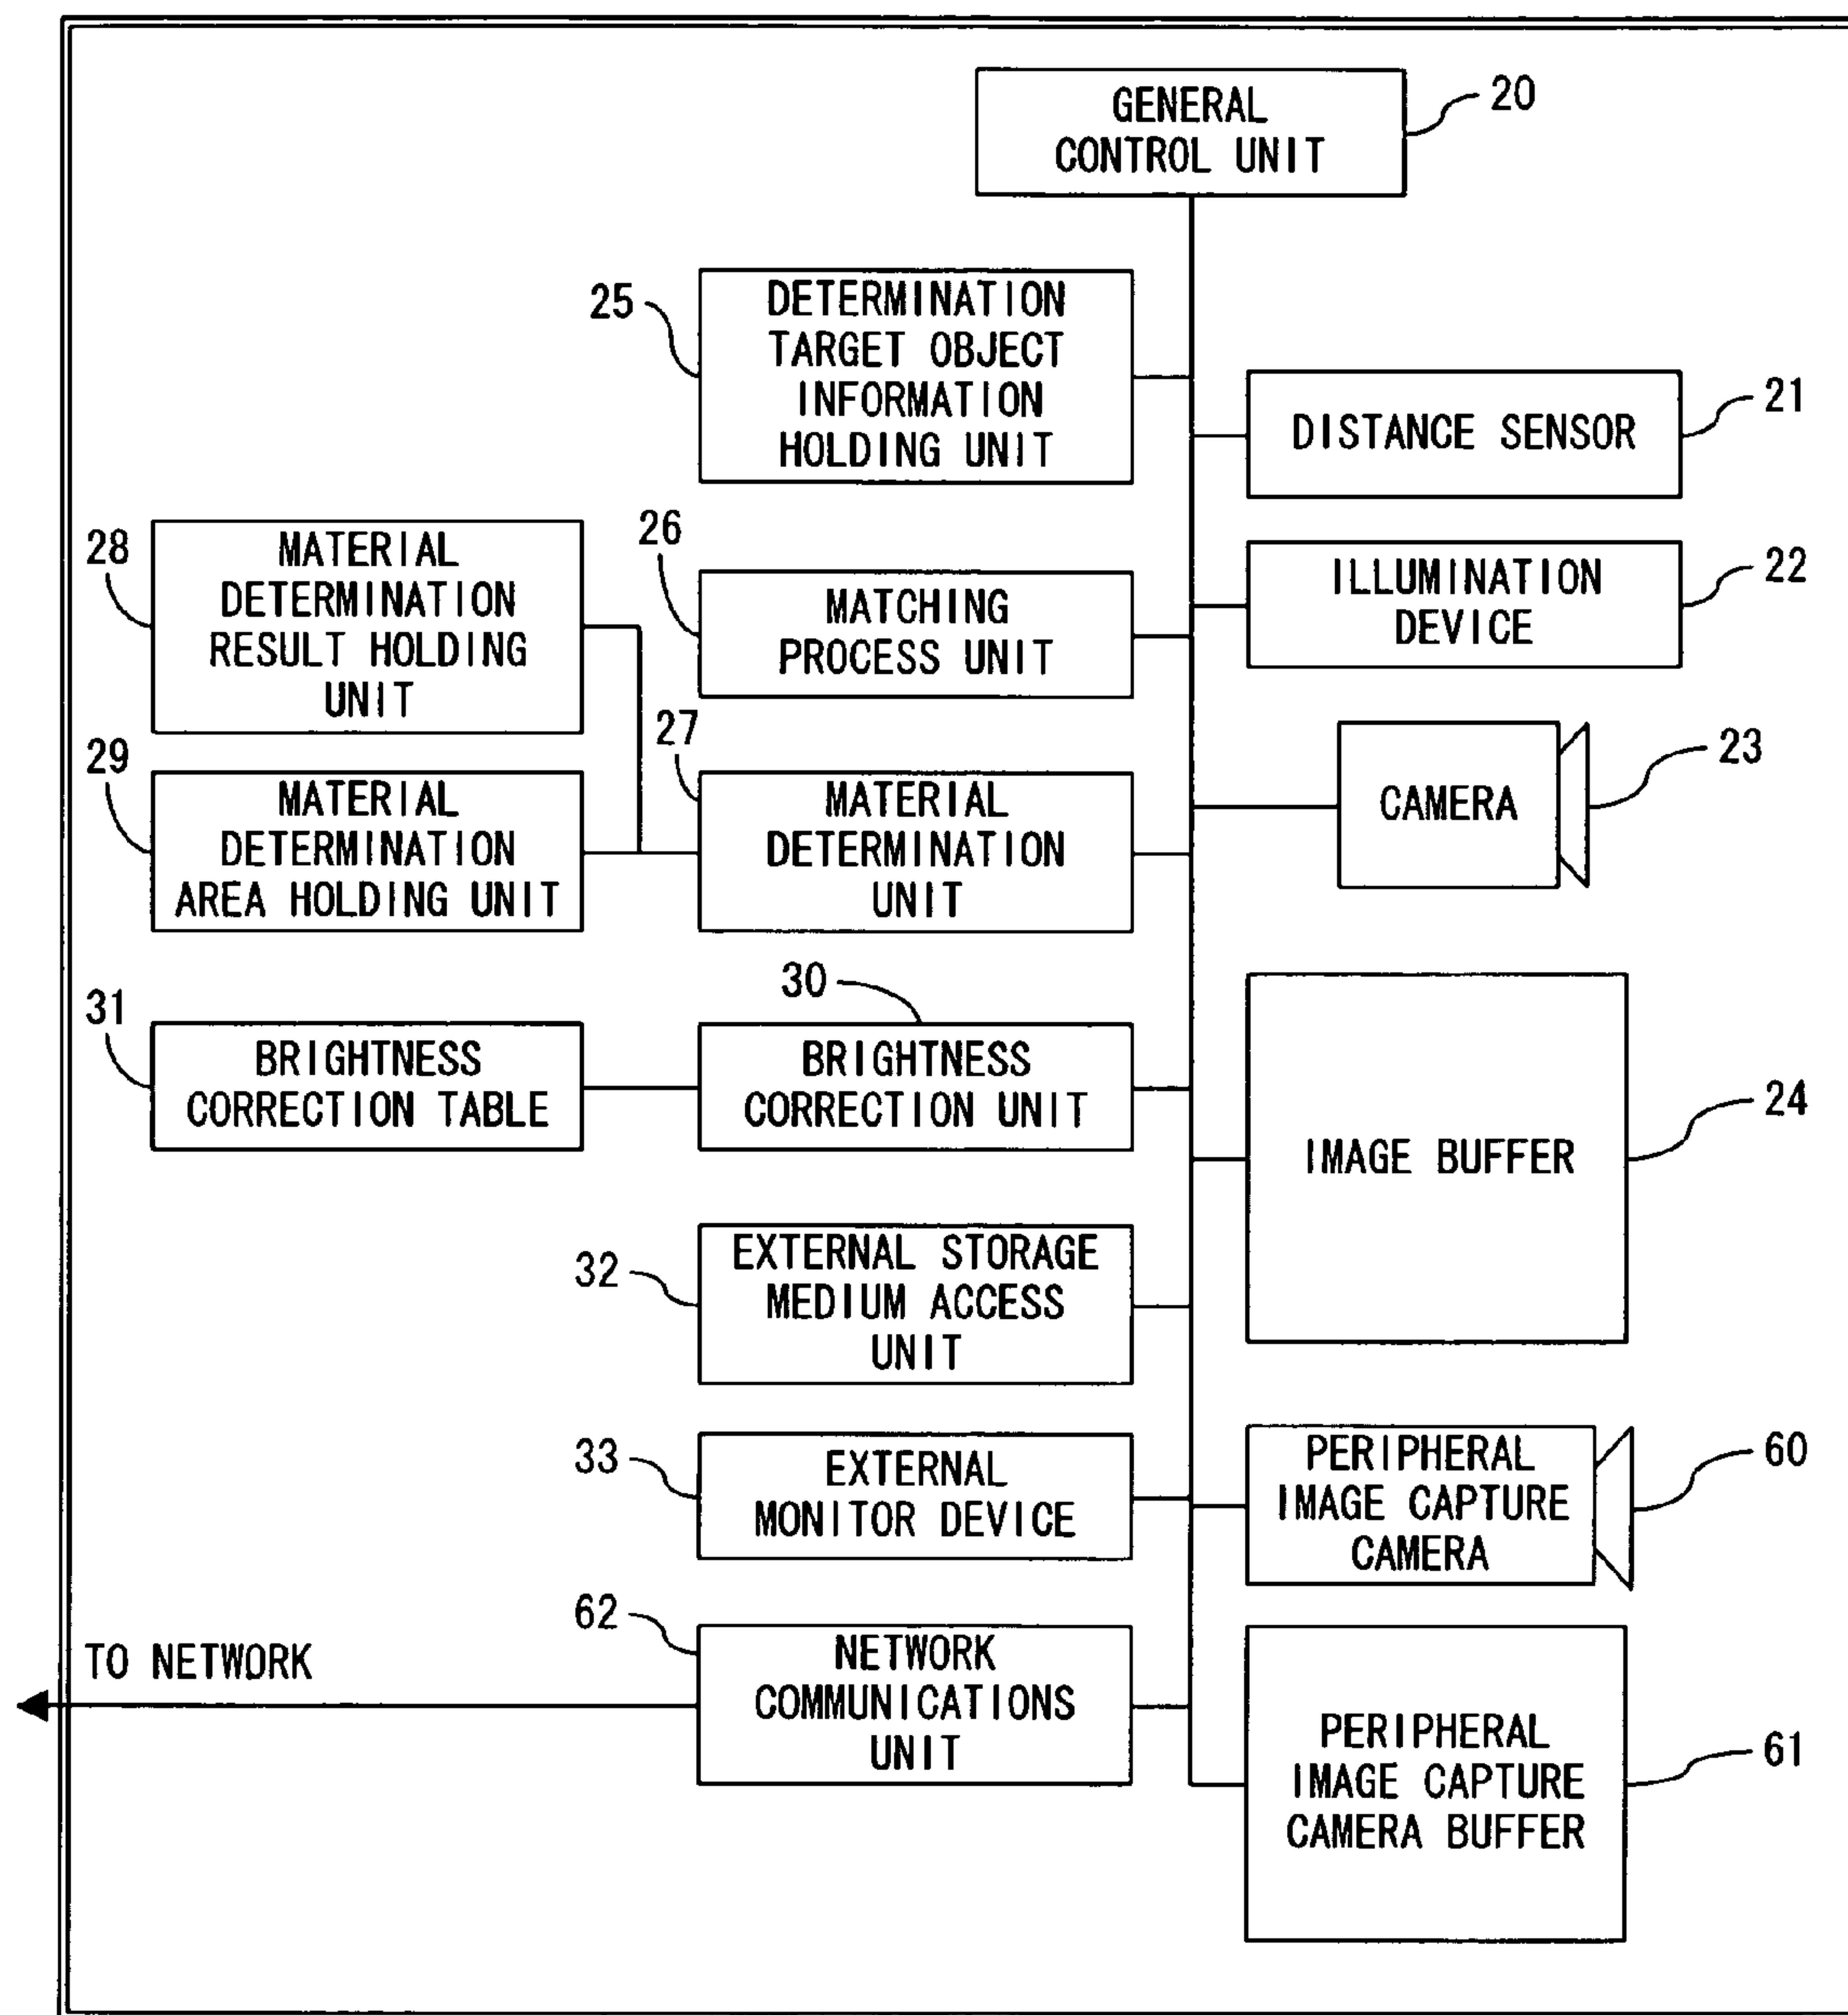 GENERAL
CONTROL UNIT
20
25
DETERMINATION
TARGET OBJECT
INFORMATION
HOLDING UNIT
DISTANCE SENSOR
21
28
MATERIAL
DETERMINATION
RESULT HOLDING
UNIT
26
MATCHING
PROCESS UNIT
ILLUMINATION
DEVICE
22
29
MATERIAL
DETERMINATION
AREA HOLDING UNIT
27
MATERIAL
DETERMINATION
UNIT
CAMERA
23
31
BRIGHTNESS
CORRECTION TABLE
30
BRIGHTNESS
CORRECTION UNIT
IMAGE BUFFER
24
32
EXTERNAL STORAGE
MEDIUM ACCESS
UNIT
33
EXTERNAL
MONITOR DEVICE
PERIPHERAL
IMAGE CAPTURE
CAMERA
60
TO NETWORK
62
NETWORK
COMMUNICATIONS
UNIT
PERIPHERAL
IMAGE CAPTURE
CAMERA BUFFER
61